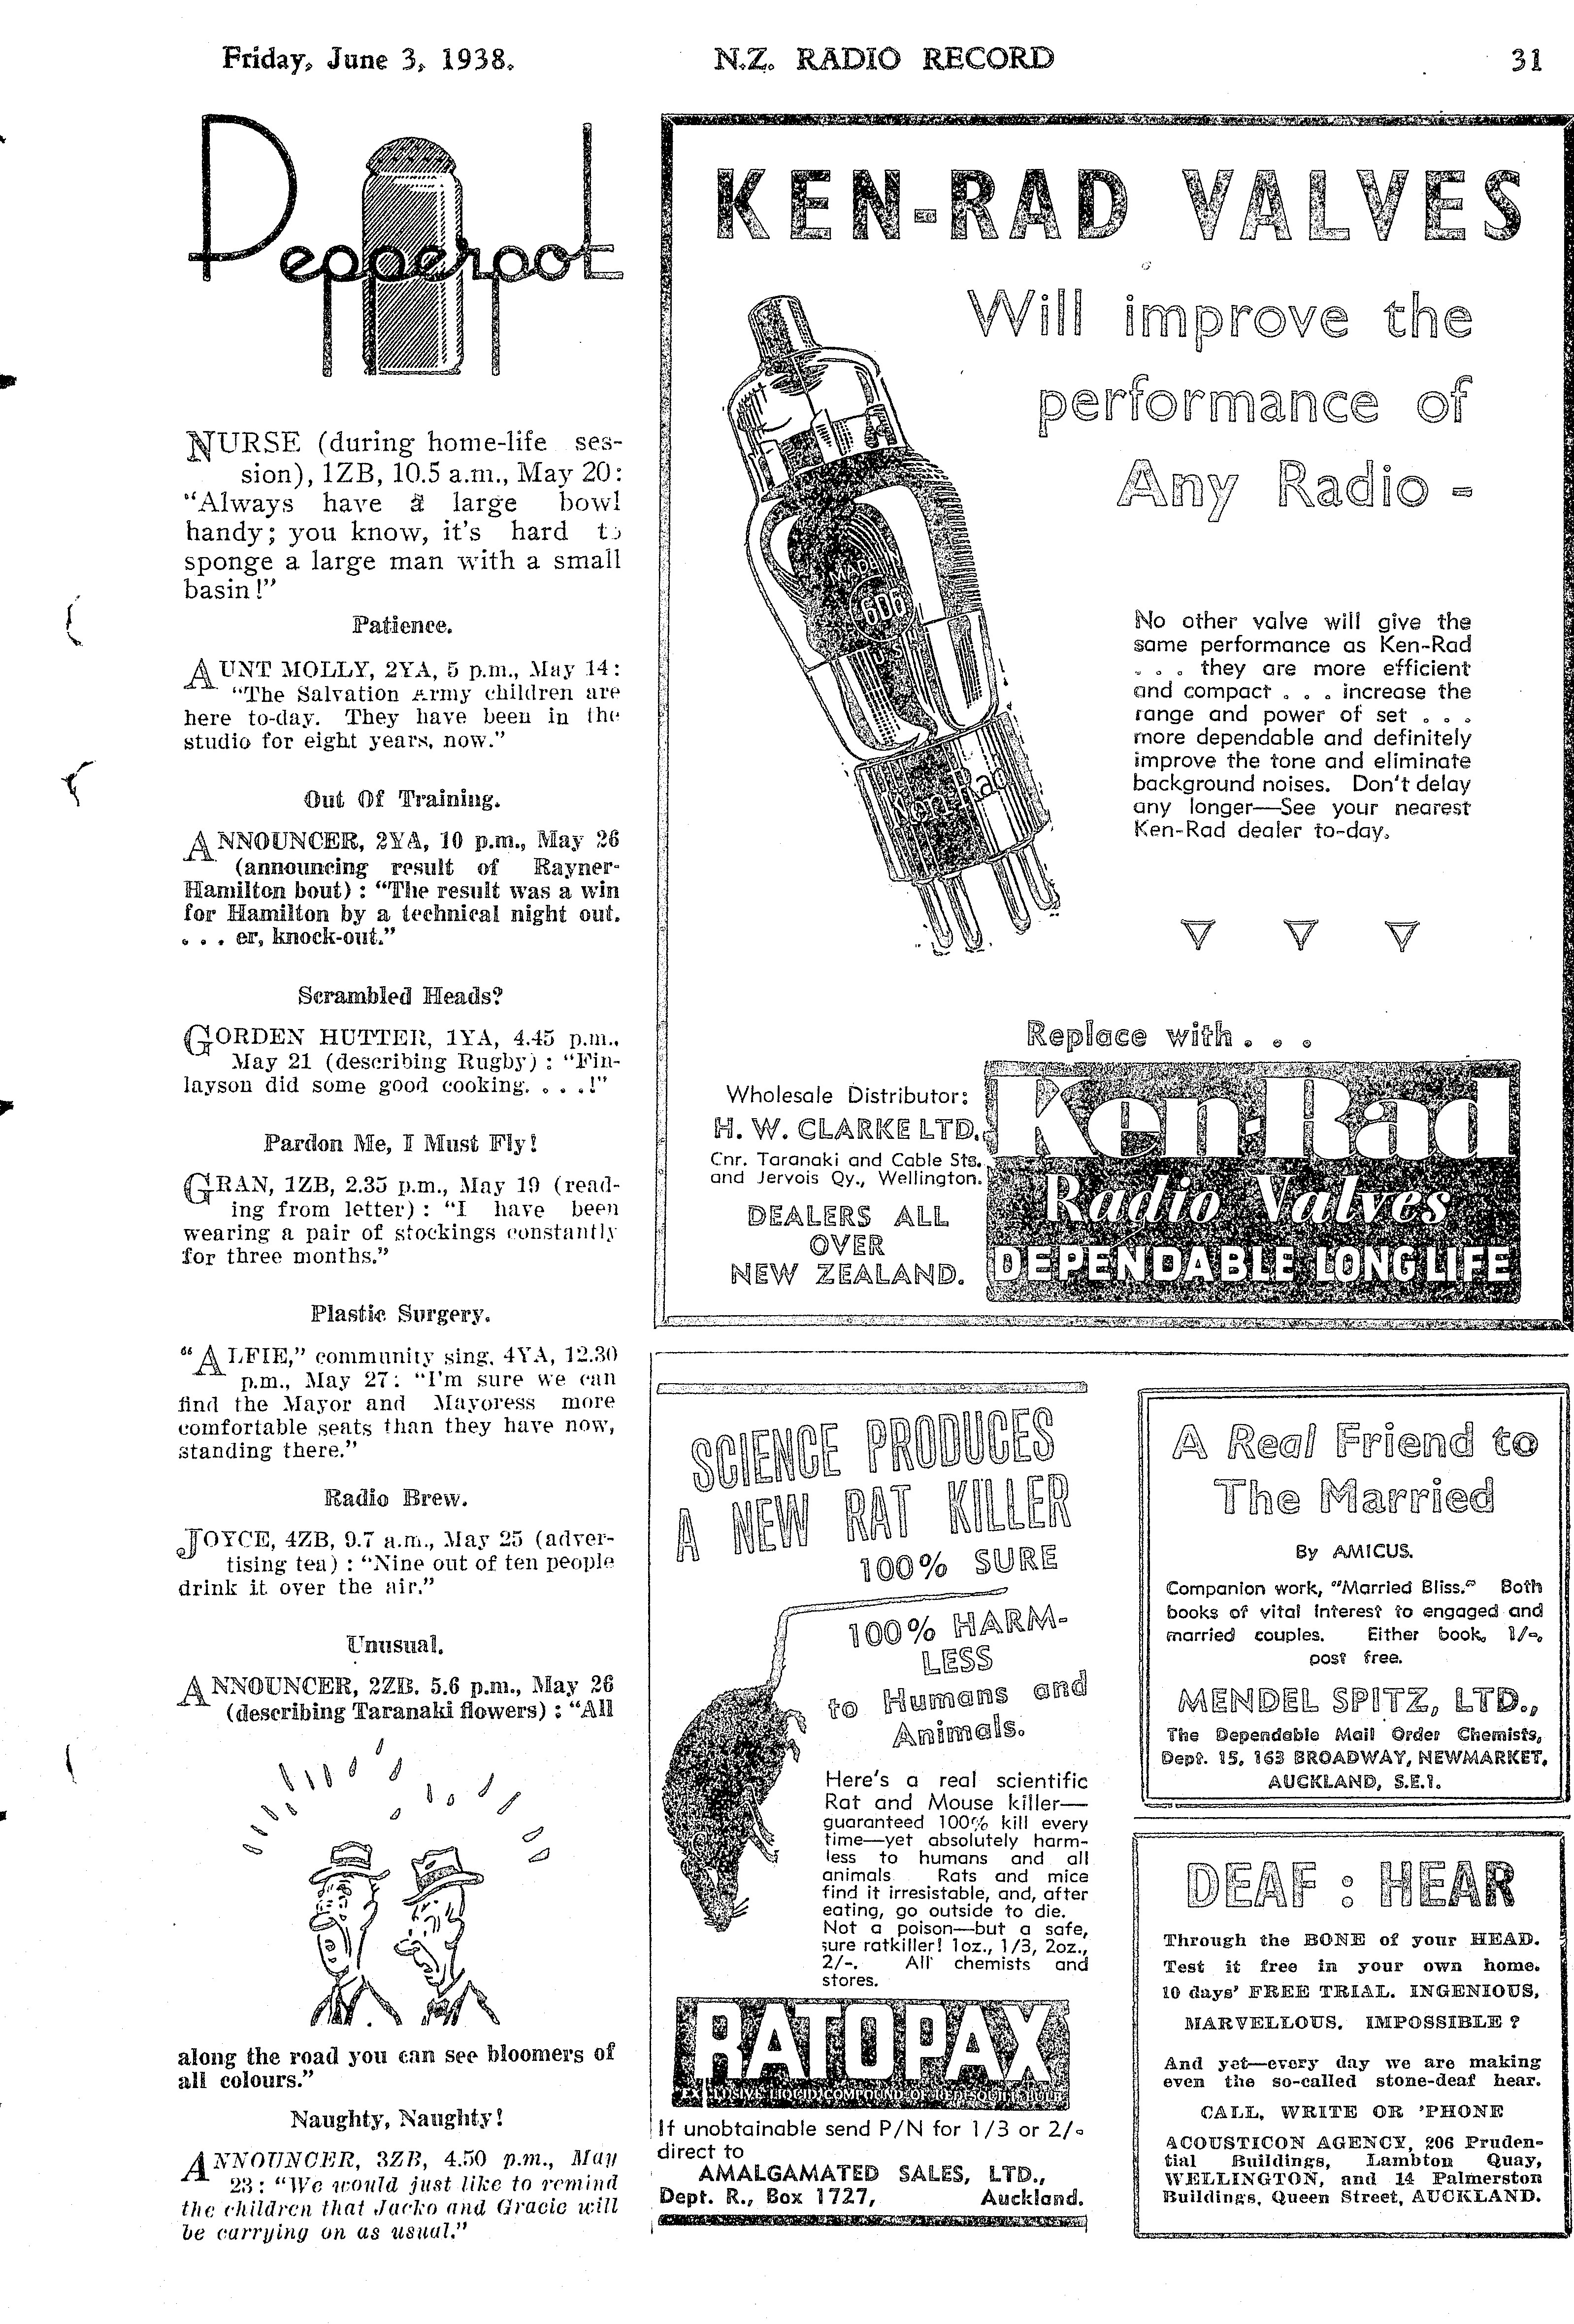 Friday, June 3, 1938.
N.Z. RADIO RECORD
31
Pepperpot
NURSE (during home-life ses-
sion), 1ZB, 10.5 a.m., May 20:
"Always have a large bowl
handy; you know, it's hard to
sponge a large man with a small
basin!"
Patience.
AUNT MOLLY, 2YA, 5 p.m., May 14:
"The Salvation Army children are
here to-day. They have been in the
studio for eight years, now."
Out Of Training.
ANNOUNCER, 2YA, 10 p.m., May 26
(announcing result of Rayner-
Hamilton bout): "The result was a win
for Hamilton by a technical night out.
. . . er, knock-out."
Scrambled Heads?
GORDEN HUTTER, 1YA, 4.45 p.m.,
May 21 (describing Rugby): "Fin-
layson did some good cooking. . . .!"
Pardon Me, I Must Fly!
GRAN, 1ZB, 2.35 p.m., May 19 (read-
ing from letter): "I have been
wearing a pair of stockings constantly
for three months."
Plastic Surgery.
"ALFIE," community sing, 4YA, 12.30
p.m., May 27: "I'm sure we can
find the Mayor and Mayoress more
comfortable seats than they have now,
standing there."
Radio Brew.
JOYCE, 4ZB, 9.7 a.m., May 25 (adver-
tising tea): "Nine out of ten people
drink it over the air."
Unusual.
ANNOUNCER, 2ZB, 5.6 p.m., May 26
(describing Taranaki flowers): "All
along the road you can see bloomers of
all colours."
Naughty, Naughty!
ANNOUNCER, 3ZB, 4.50 p.m., May
23: "We would just like to remind
the children that Jacko and Gracie will
be carrying on as usual."
KEN-RAD VALVES
Will improve the
performance of
Any Radio -
MADE IN
6D6
U.S.
Ken-Rad
No other valve will give the
same performance as Ken-Rad
. . . they are more efficient
and compact . . . increase the
range and power of set . . .
more dependable and definitely
improve the tone and eliminate
background noises. Don't delay
any longer—See your nearest
Ken-Rad dealer to-day.
Replace with . . .
Wholesale Distributor:
H. W. CLARKE LTD.
Cnr. Taranaki and Cable Sts.
and Jervois Qy., Wellington.
DEALERS ALL
OVER
NEW ZEALAND.
Ken-Rad
Radio Valves
DEPENDABLE LONG LIFE
SCIENCE PRODUCES
A NEW RAT KILLER
100% SURE
100% HARM-
LESS
to Humans and
Animals.
Here's a real scientific
Rat and Mouse killer—
guaranteed 100% kill every
time—yet absolutely harm-
less to humans and all
animals Rats and mice
find it irresistable, and, after
eating, go outside to die.
Not a poison—but a safe,
sure ratkiller! 1oz., 1/3, 2oz.,
2/-. All chemists and
stores.
RATOPAX
EXCLUSIVE LIQUID COMPOUND OF RED SQUILL
If unobtainable send P/N for 1/3 or 2/-
direct to
AMALGAMATED SALES, LTD.,
Dept. R., Box 1727, Auckland.
A Real Friend to
The Married
By AMICUS.
Companion work, "Married Bliss." Both
books of vital interest to engaged and
married couples. Either book, 1/-,
post free.
MENDEL SPITZ, LTD.,
The Dependable Mail Order Chemists,
Dept. 15, 163 BROADWAY, NEWMARKET,
AUCKLAND, S.E.1.
DEAF : HEAR
Through the BONE of your HEAD.
Test it free in your own home.
10 days' FREE TRIAL. INGENIOUS,
MARVELLOUS. IMPOSSIBLE?
And yet—every day we are making
even the so-called stone-deaf hear.
CALL, WRITE OR 'PHONE
ACOUSTICON AGENCY, 206 Pruden-
tial Buildings, Lambton Quay,
WELLINGTON, and 14 Palmerston
Buildings, Queen Street, AUCKLAND.